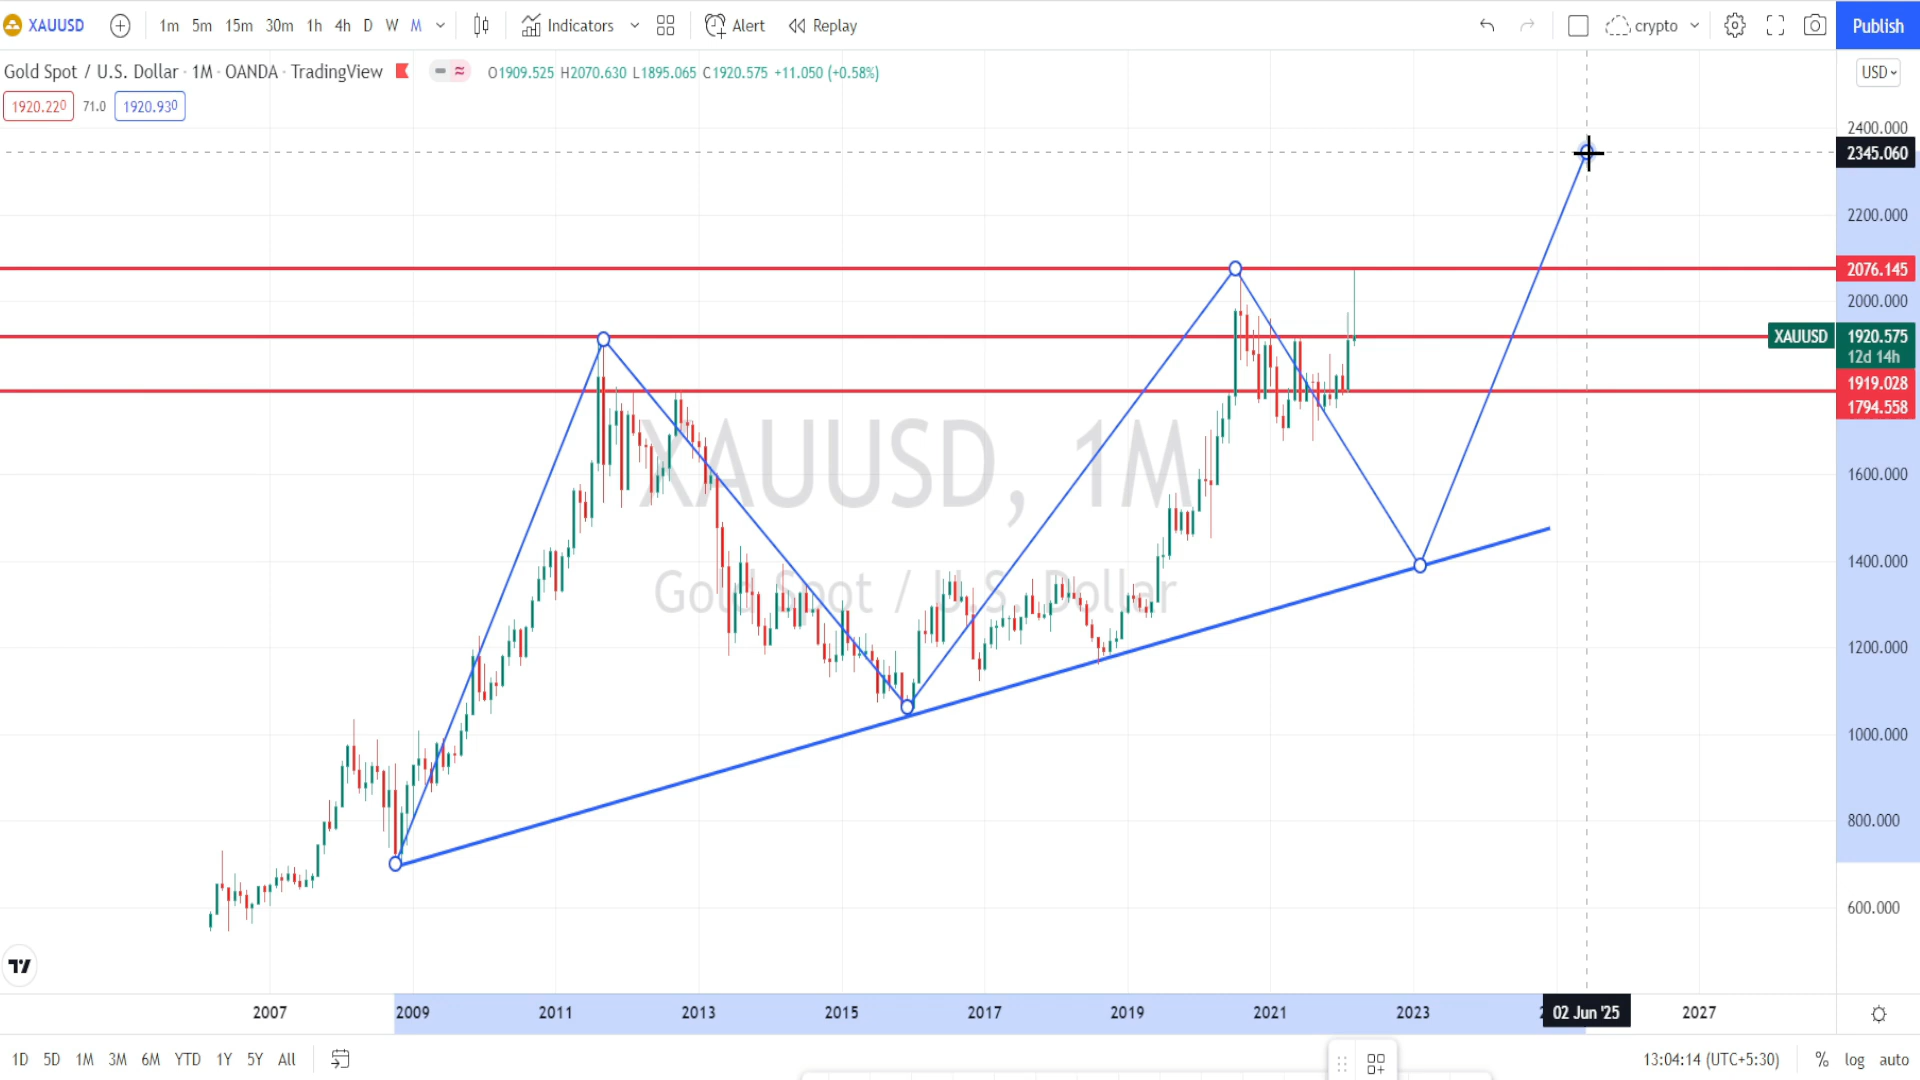 XAUUSD 1m 5m 15m 30m 1h 4h D W M Indicators Alert Replay crypto Publish
Gold Spot / U.S. Dollar · 1M · OANDA · TradingView O1909.525 H2070.630 L1895.065 C1920.575 +11.050 (+0.58%)
USD
1920.220 71.0 1920.930
2400.000
2345.060
2200.000
2076.145
2000.000
XAUUSD 1920.575
12d 14h
1919.028
1794.558
XAUUSD, 1M
1600.000
1400.000
Gold Spot / U.S. Dollar
1200.000
1000.000
800.000
600.000
2007 2009 2011 2013 2015 2017 2019 2021 2023 02 Jun '25 2027
1D 5D 1M 3M 6M YTD 1Y 5Y All 13:04:14 (UTC+5:30) % log auto